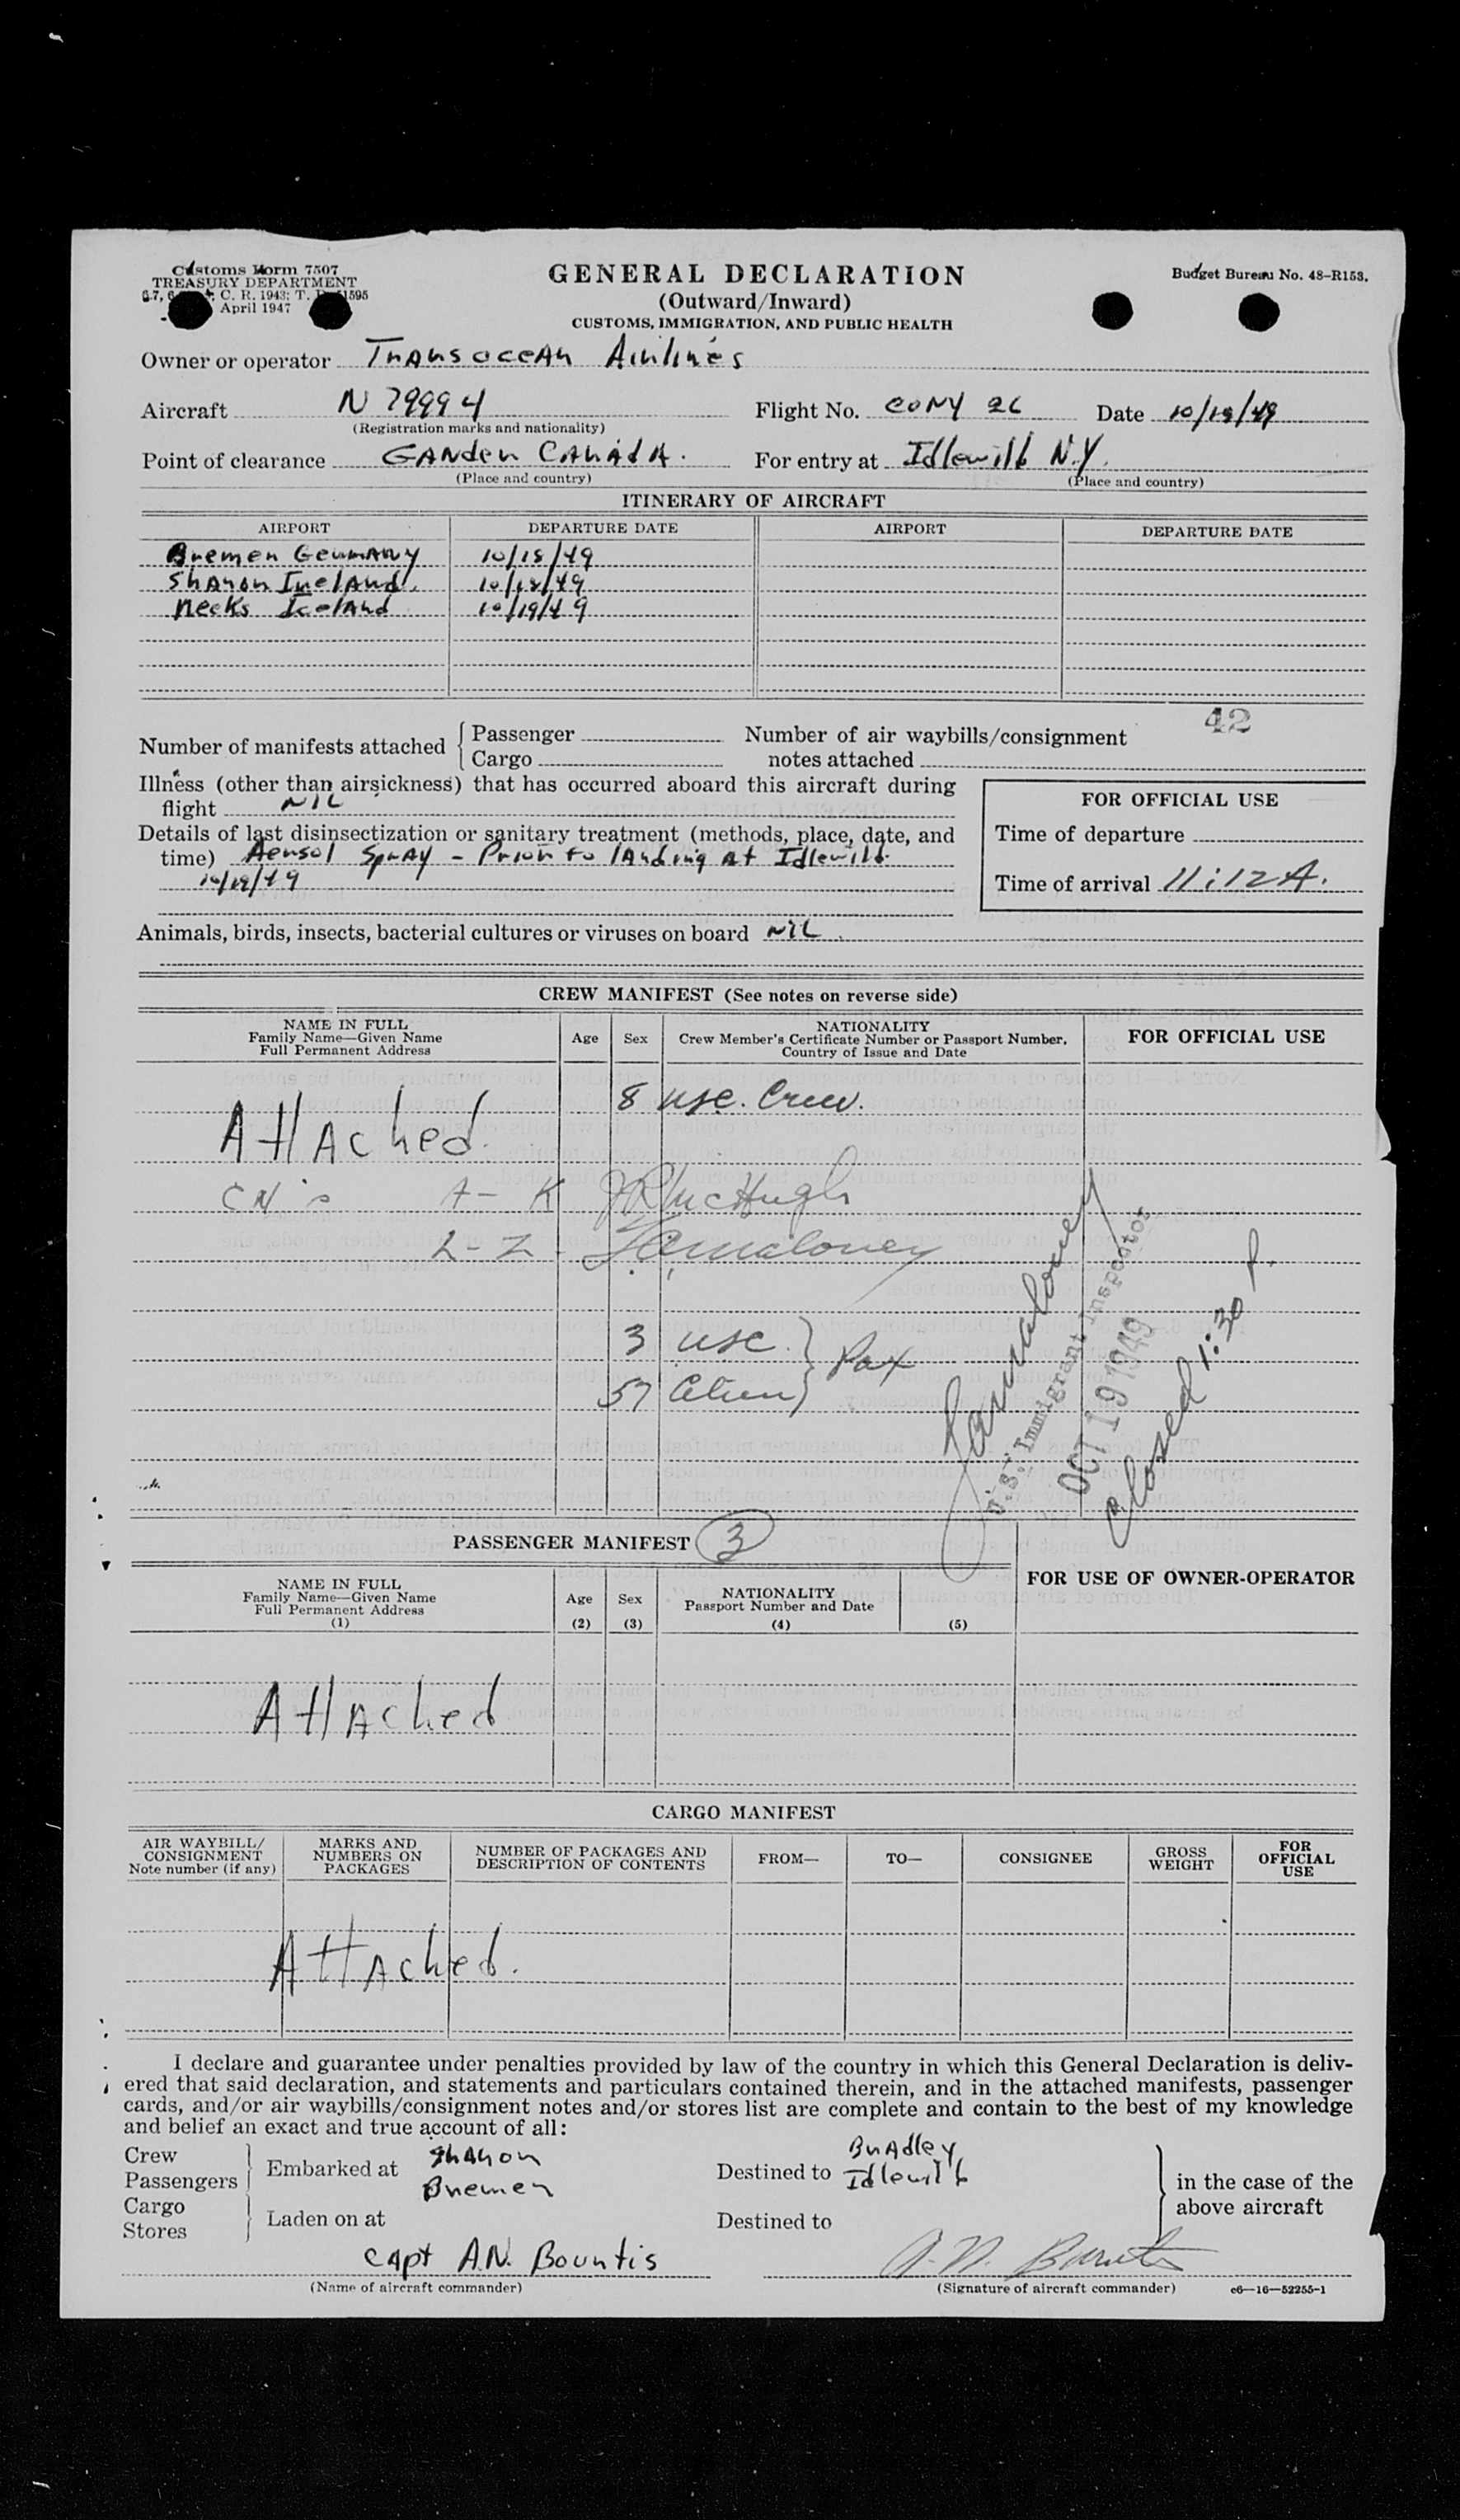 Customs Form 7507
TREASURY DEPARTMENT
C. R. 1943; T.
April 1947
GENERAL DECLARATION
(Outward/Inward)
CUSTOMS, IMMIGRATION, AND PUBLIC HEALTH
Budget Bureau No. 48-R153.
Owner or operator Transocean Airlines
Aircraft N 79994 Flight No. CONY 26 Date 10/18/49
(Registration marks and nationality)
Point of clearance GANder CANAdA. For entry at Idlewild N.Y.
(Place and country) (Place and country)
ITINERARY OF AIRCRAFT
AIRPORT DEPARTURE DATE AIRPORT DEPARTURE DATE
Bremen GermANy 10/18/49
ShANon IrelANd. 10/18/49
Meeks IcelANd 10/19/49
42
Number of manifests attached Passenger Number of air waybills/consignment
Cargo notes attached
Illness (other than airsickness) that has occurred aboard this aircraft during
flight NIL
Details of last disinsectization or sanitary treatment (methods, place, date, and
time) Aerosol SprAy - Prior to lANding At Idlewild
10/19/49
FOR OFFICIAL USE
Time of departure
Time of arrival 11:12 A.
Animals, birds, insects, bacterial cultures or viruses on board NIL.
CREW MANIFEST (See notes on reverse side)
NAME IN FULL
Family Name—Given Name
Full Permanent Address
Age Sex
NATIONALITY
Crew Member's Certificate Number or Passport Number,
Country of Issue and Date
FOR OFFICIAL USE
8 usc. Crew.
AttAched
CN's A- K JR McHugh
L-Z. Maloney
3 usc.
57 Alien } Pax
Maloney
U.S. Immigrant Inspector
OCT 19 1949
Closed 1:30 P.
PASSENGER MANIFEST 3
NAME IN FULL
Family Name—Given Name
Full Permanent Address
(1)
Age
(2)
Sex
(3)
NATIONALITY
Passport Number and Date
(4)
(5)
FOR USE OF OWNER-OPERATOR
AttAched
CARGO MANIFEST
AIR WAYBILL/
CONSIGNMENT
Note number (if any)
MARKS AND
NUMBERS ON
PACKAGES
NUMBER OF PACKAGES AND
DESCRIPTION OF CONTENTS
FROM—
TO—
CONSIGNEE
GROSS
WEIGHT
FOR
OFFICIAL
USE
AttAched.
I declare and guarantee under penalties provided by law of the country in which this General Declaration is deliv-
ered that said declaration, and statements and particulars contained therein, and in the attached manifests, passenger
cards, and/or air waybills/consignment notes and/or stores list are complete and contain to the best of my knowledge
and belief an exact and true account of all:
Crew
Passengers
Embarked at ShANon
Bremen
Destined to BrAdley
Idlewild
Cargo
Stores
Laden on at
Destined to
in the case of the
above aircraft
CApt A.N. Bountis
(Name of aircraft commander)
(Signature of aircraft commander)
c6—16—52255-1